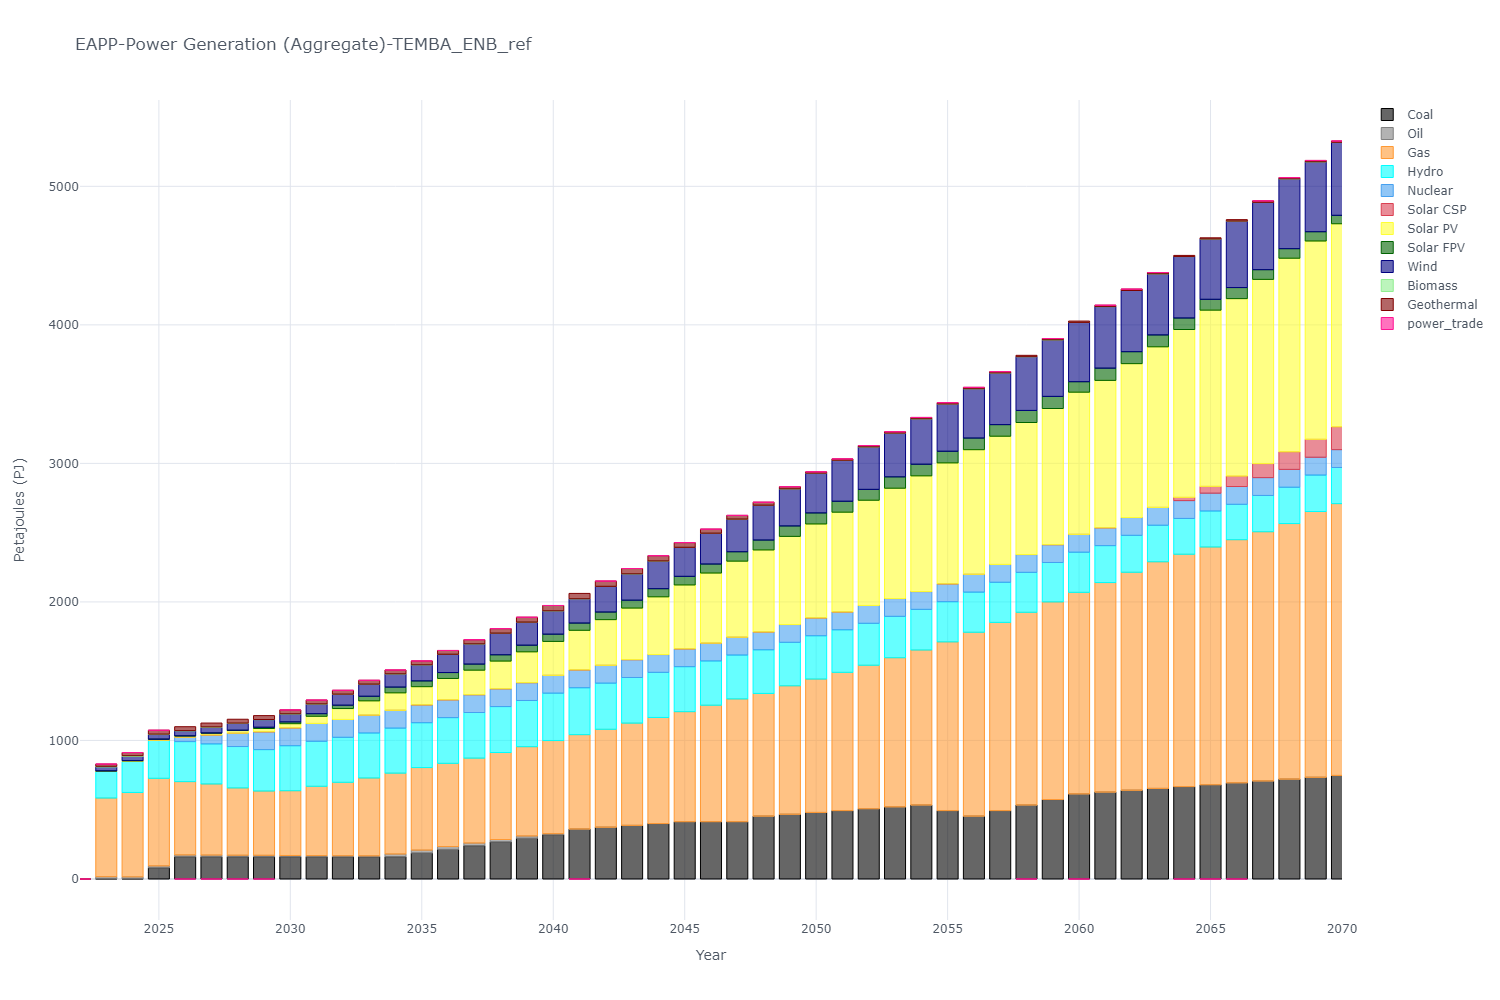 EAPP-Power Generation (Aggregate)-TEMBA_ENB_ref
Coal
Oil
Gas
Hydro
Nuclear
Solar CSP
Solar PV
Solar FPV
Wind
Biomass
Geothermal
power_trade
5000
4000
3000
2000
1000
0
Petajoules (PJ)
2025
2030
2035
2040
2045
2050
2055
2060
2065
2070
Year